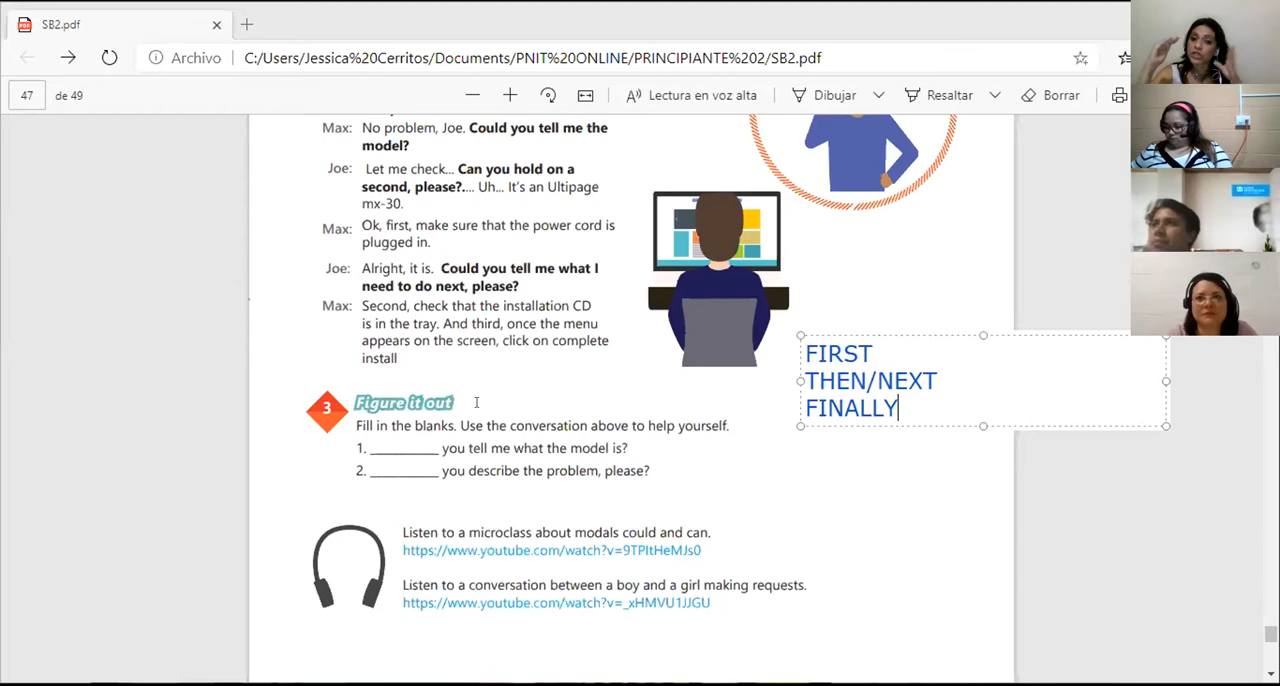 SB2.pdf
Archivo
C:/Users/Jessica%20Cerritos/Documents/PNIT%20ONLINE/PRINCIPIANTE%202/SB2.pdf
47 de 49
Lectura en voz alta
Dibujar
Resaltar
Borrar
Max: No problem, Joe. Could you tell me the
model?
Joe: Let me check... Can you hold on a
second, please?.... Uh... It's an Ultipage
mx-30.
Max: Ok, first, make sure that the power cord is
plugged in.
Joe: Alright, it is. Could you tell me what I
need to do next, please?
Max: Second, check that the installation CD
is in the tray. And third, once the menu
appears on the screen, click on complete
install
FIRST
THEN/NEXT
FINALLY
3 Figure it out
Fill in the blanks. Use the conversation above to help yourself.
1. __________ you tell me what the model is?
2. __________ you describe the problem, please?
Listen to a microclass about modals could and can.
https://www.youtube.com/watch?v=9TPItHeMJs0
Listen to a conversation between a boy and a girl making requests.
https://www.youtube.com/watch?v=_xHMVU1JJGU